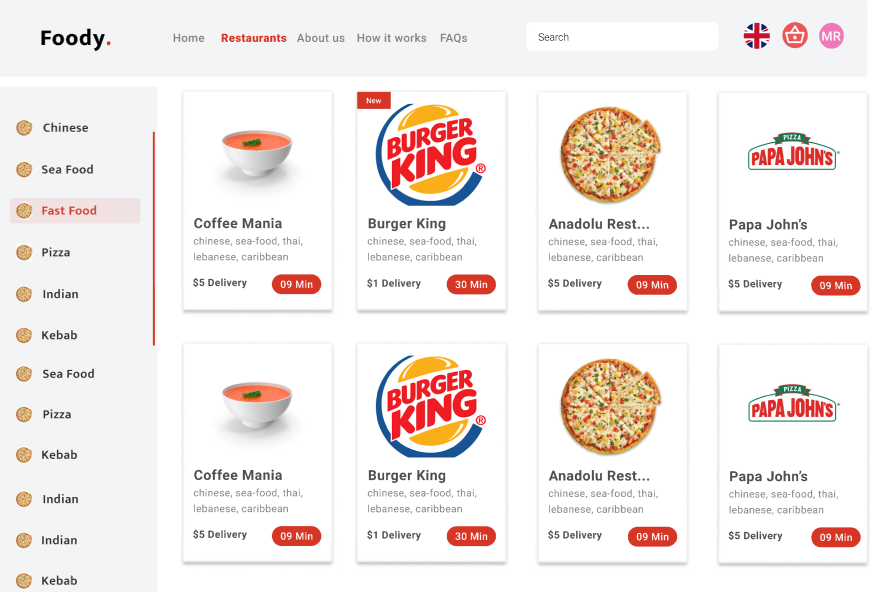 Foody.
Home Restaurants About us How it works FAQs
Search
MR
Chinese
Sea Food
Fast Food
Pizza
Indian
Kebab
Sea Food
Pizza
Kebab
Indian
Indian
Kebab
New
BURGER
KING®
PIZZA
PAPA JOHN'S
Coffee Mania
chinese, sea-food, thai,
lebanese, caribbean
$5 Delivery 09 Min
Burger King
chinese, sea-food, thai,
lebanese, caribbean
$1 Delivery 30 Min
Anadolu Rest...
chinese, sea-food, thai,
lebanese, caribbean
$5 Delivery 09 Min
Papa John's
chinese, sea-food, thai,
lebanese, caribbean
$5 Delivery 09 Min
BURGER
KING®
PIZZA
PAPA JOHN'S
Coffee Mania
chinese, sea-food, thai,
lebanese, caribbean
$5 Delivery 09 Min
Burger King
chinese, sea-food, thai,
lebanese, caribbean
$1 Delivery 30 Min
Anadolu Rest...
chinese, sea-food, thai,
lebanese, caribbean
$5 Delivery 09 Min
Papa John's
chinese, sea-food, thai,
lebanese, caribbean
$5 Delivery 09 Min